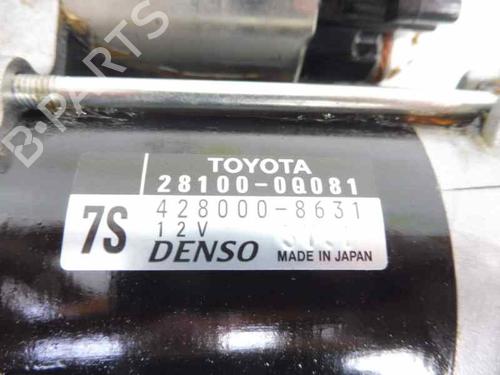 B-PARTS
TOYOTA
28100-0Q081
7S 428000-8631
12V
DENSO MADE IN JAPAN